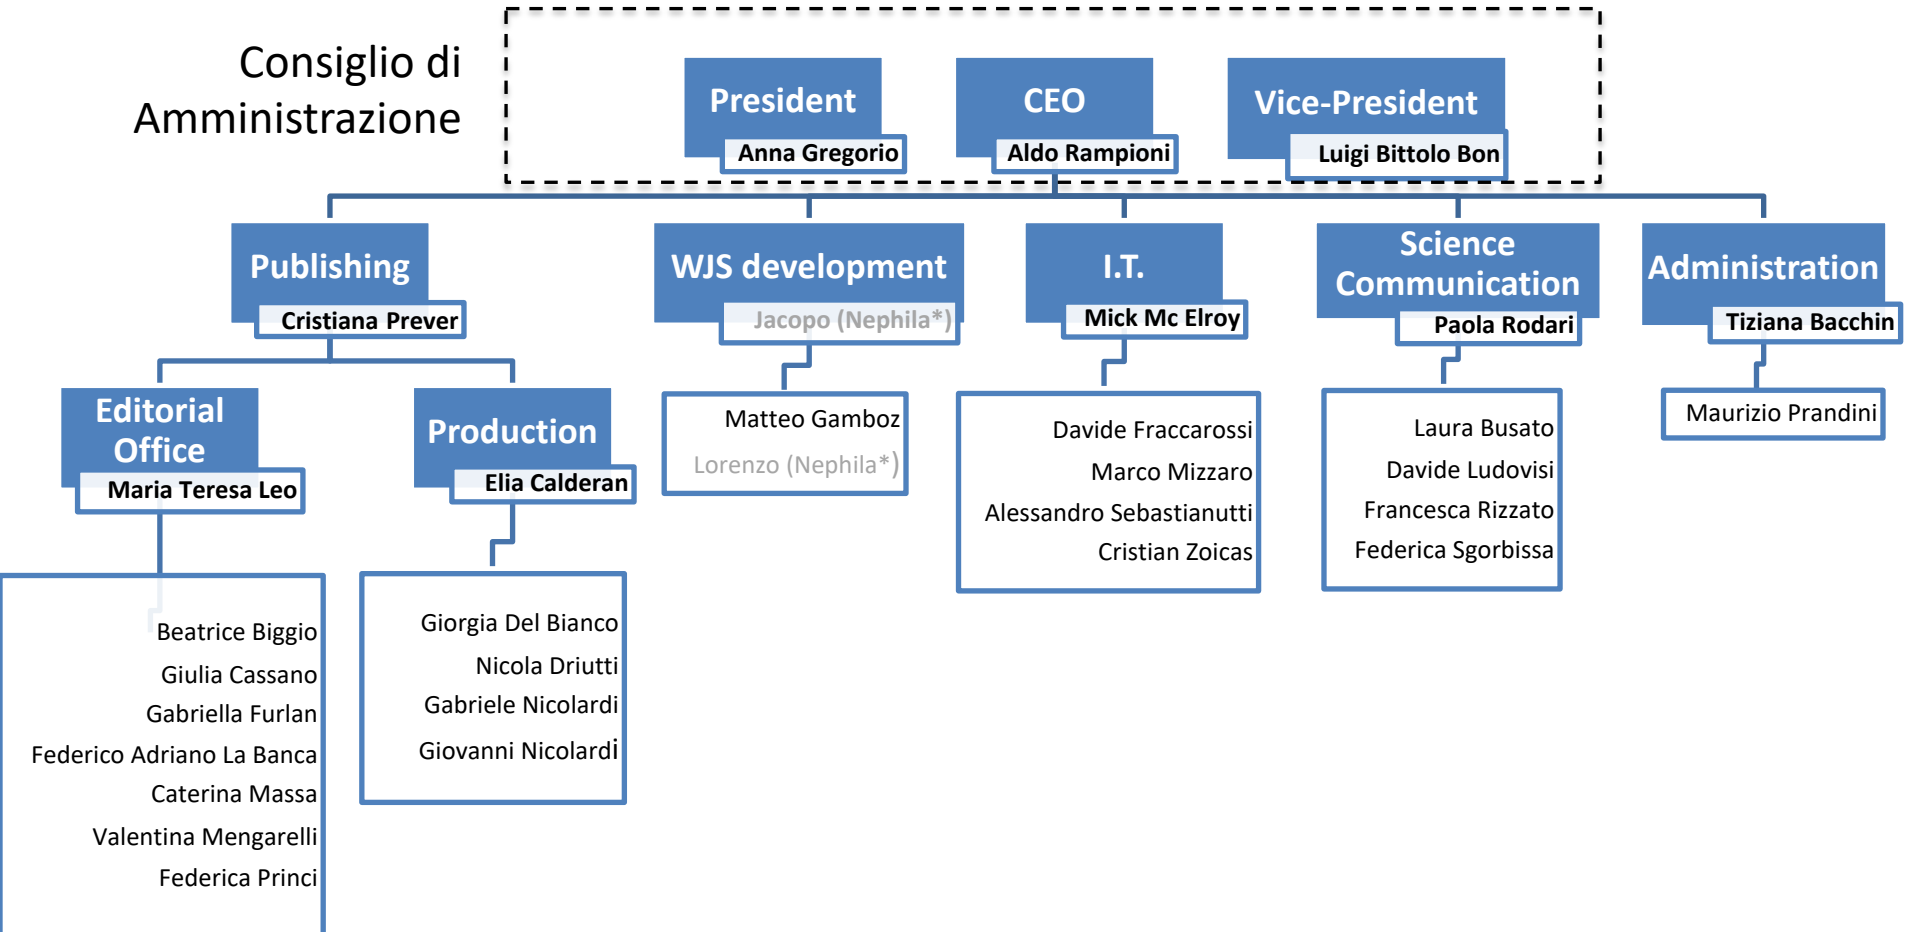 Consiglio di
Amministrazione
President
Anna Gregorio
CEO
Aldo Rampioni
Vice-President
Luigi Bittolo Bon
Publishing
Cristiana Prever
WJS development
Jacopo (Nephila*)
I.T.
Mick Mc Elroy
Science
Communication
Paola Rodari
Administration
Tiziana Bacchin
Editorial
Office
Maria Teresa Leo
Production
Elia Calderan
Matteo Gamboz
Lorenzo (Nephila*)
Davide Fraccarossi
Marco Mizzaro
Alessandro Sebastianutti
Cristian Zoicas
Laura Busato
Davide Ludovisi
Francesca Rizzato
Federica Sgorbissa
Maurizio Prandini
Beatrice Biggio
Giulia Cassano
Gabriella Furlan
Federico Adriano La Banca
Caterina Massa
Valentina Mengarelli
Federica Princi
Giorgia Del Bianco
Nicola Driutti
Gabriele Nicolardi
Giovanni Nicolardi